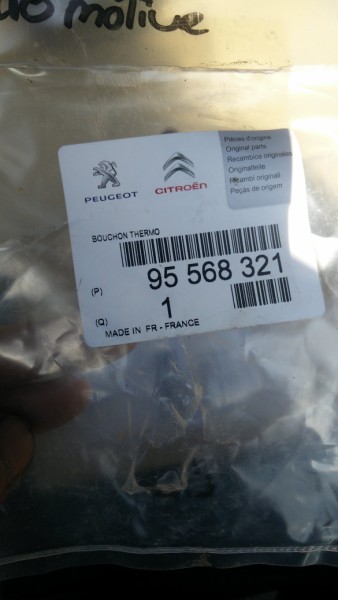 motive
Pièces d'origine
Original parts
Recambios originales
Originalteile
Ricambi originali
Peças de origem
PEUGEOT
CITROËN
BOUCHON THERMO
(P) 95 568 321
(Q) 1
MADE IN FR - FRANCE